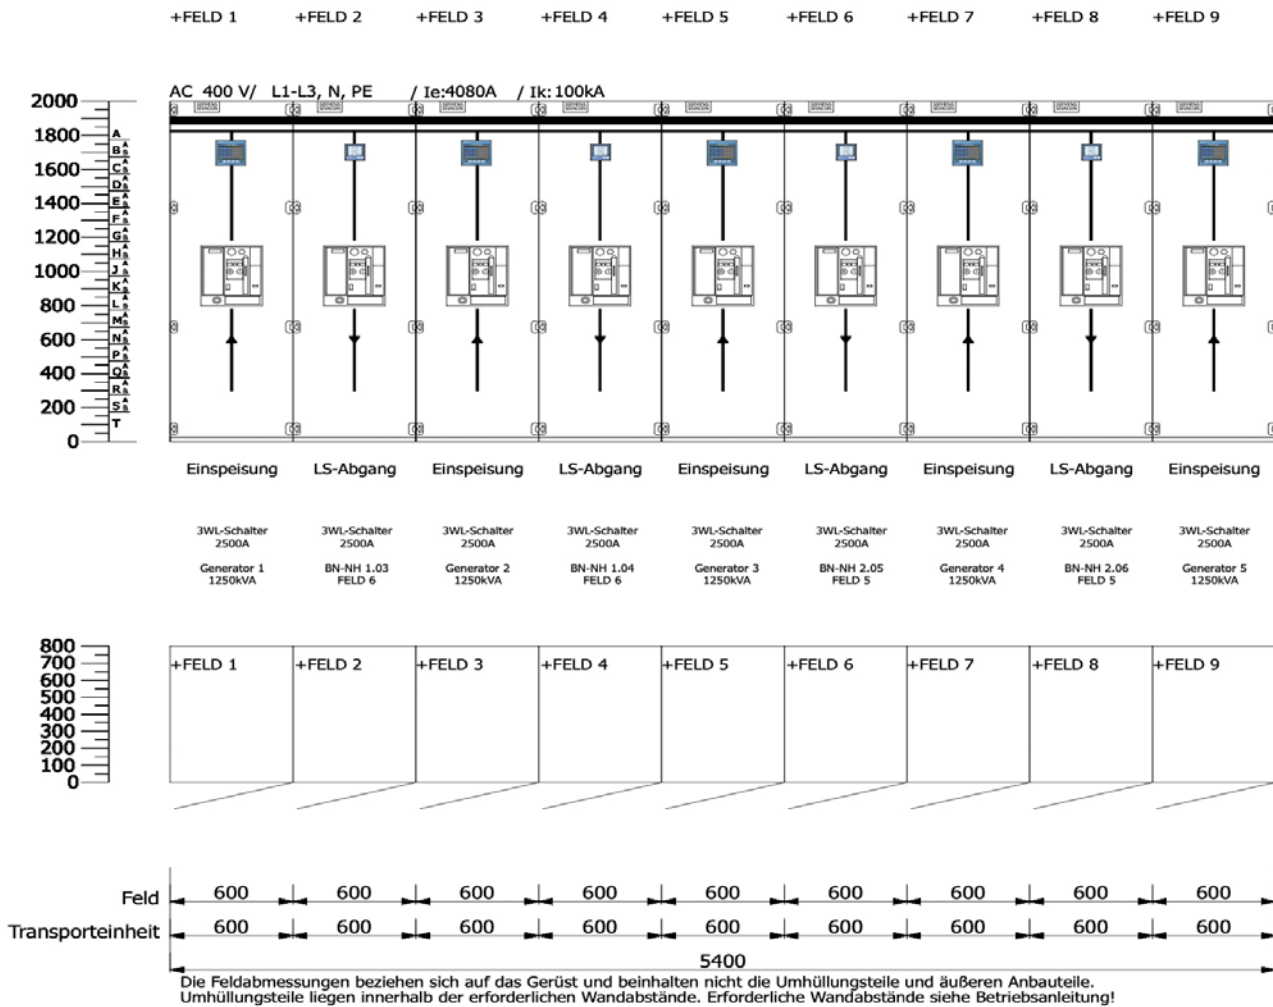 +FELD 1 +FELD 2 +FELD 3 +FELD 4 +FELD 5 +FELD 6 +FELD 7 +FELD 8 +FELD 9
AC 400 V/ L1-L3, N, PE / Ie:4080A / Ik:100kA
2000
1800
1600
1400
1200
1000
800
600
400
200
0
A
B
C
D
E
F
G
H
J
K
L
M
N
P
Q
R
S
T
Einspeisung LS-Abgang Einspeisung LS-Abgang Einspeisung LS-Abgang Einspeisung LS-Abgang Einspeisung
3WL-Schalter 3WL-Schalter 3WL-Schalter 3WL-Schalter 3WL-Schalter 3WL-Schalter 3WL-Schalter 3WL-Schalter 3WL-Schalter
2500A 2500A 2500A 2500A 2500A 2500A 2500A 2500A 2500A
Generator 1 BN-NH 1.03 Generator 2 BN-NH 1.04 Generator 3 BN-NH 2.05 Generator 4 BN-NH 2.06 Generator 5
1250kVA FELD 6 1250kVA FELD 6 1250kVA FELD 5 1250kVA FELD 5 1250kVA
800
700
600
500
400
300
200
100
0
+FELD 1 +FELD 2 +FELD 3 +FELD 4 +FELD 5 +FELD 6 +FELD 7 +FELD 8 +FELD 9
Feld 600 600 600 600 600 600 600 600 600
Transporteinheit 600 600 600 600 600 600 600 600 600
5400
Die Feldabmessungen beziehen sich auf das Gerüst und beinhalten nicht die Umhüllungsteile und äußeren Anbauteile.
Umhüllungsteile liegen innerhalb der erforderlichen Wandabstände. Erforderliche Wandabstände siehe Betriebsanleitung!